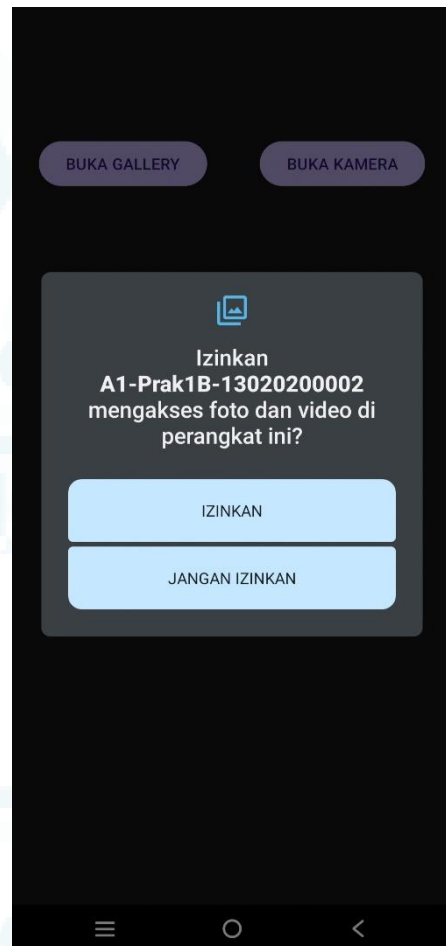 BUKA GALLERY
BUKA KAMERA
Izinkan
A1-Prak1B-13020200002
mengakses foto dan video di
perangkat ini?
IZINKAN
JANGAN IZINKAN